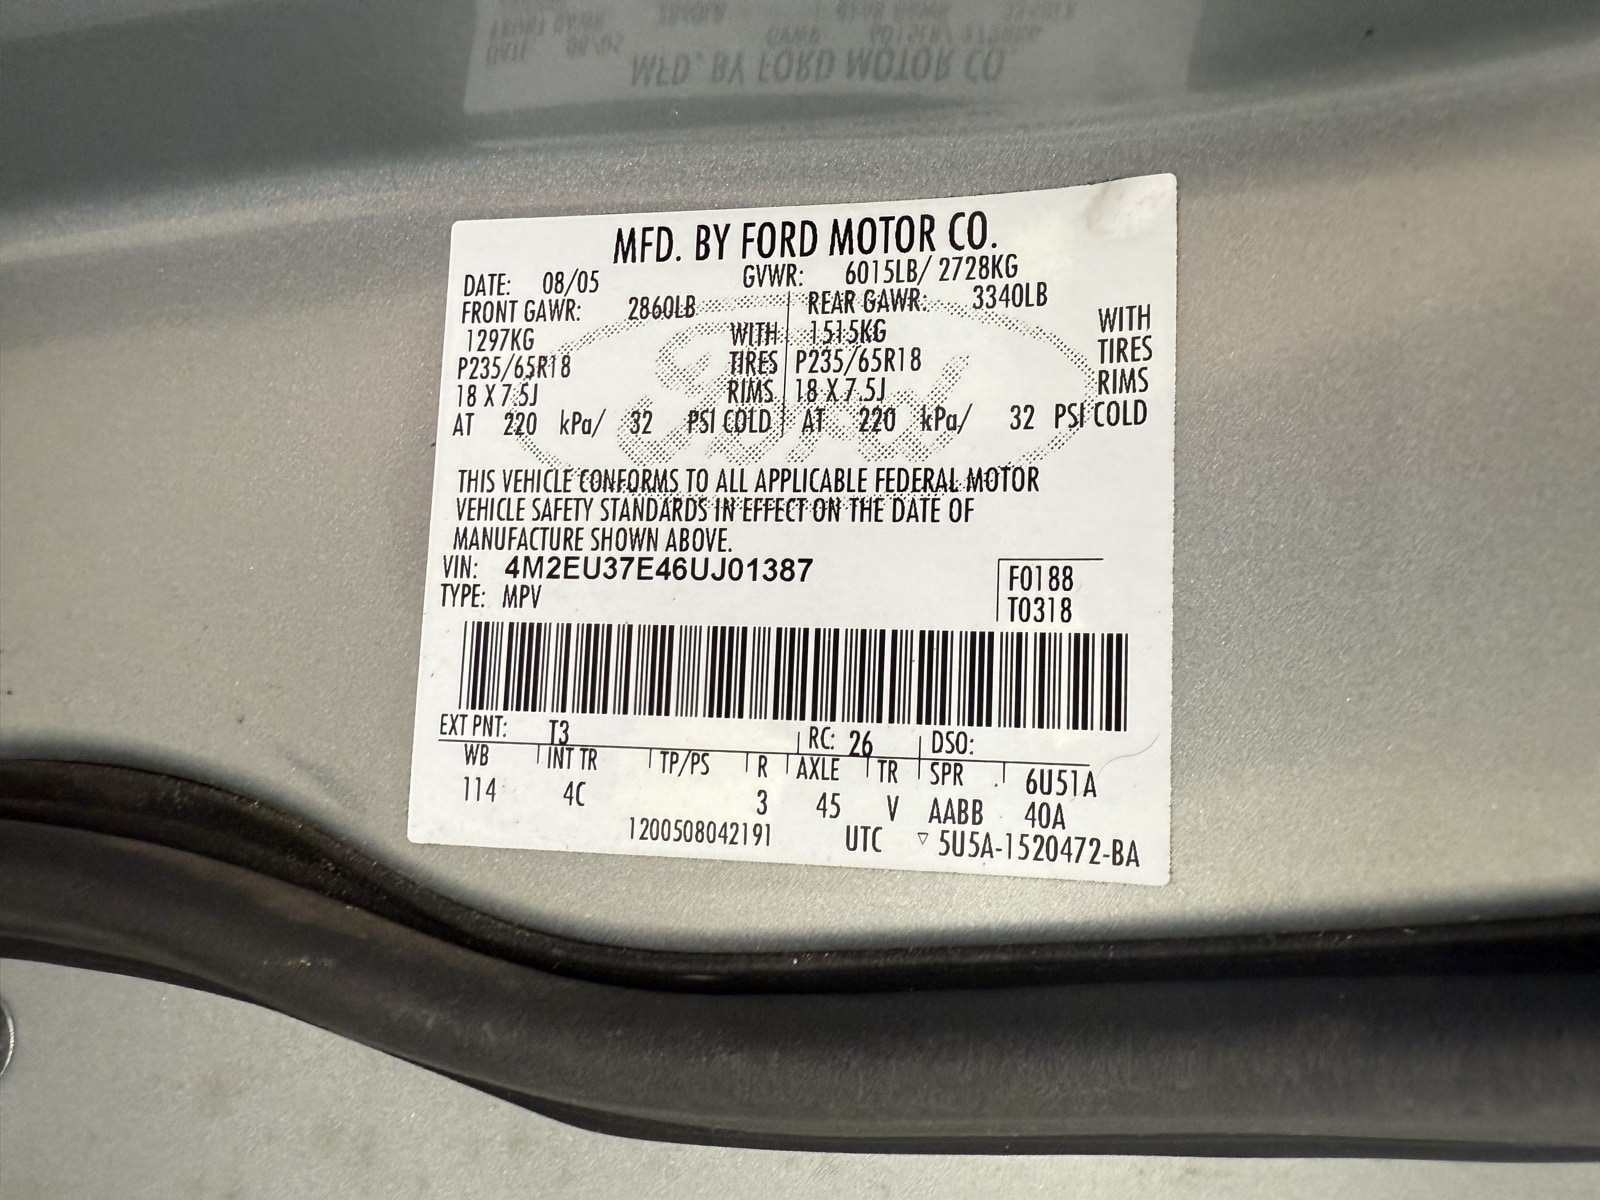 MFD. BY FORD MOTOR CO.
DATE: 08/05 GVWR: 6015LB/ 2728KG
FRONT GAWR: 2860LB REAR GAWR: 3340LB
1297KG WITH 1515KG WITH
P235/65R18 TIRES P235/65R18 TIRES
18 X 7.5J RIMS 18 X 7.5J RIMS
AT 220 kPa/ 32 PSI COLD AT 220 kPa/ 32 PSI COLD
Ford
THIS VEHICLE CONFORMS TO ALL APPLICABLE FEDERAL MOTOR
VEHICLE SAFETY STANDARDS IN EFFECT ON THE DATE OF
MANUFACTURE SHOWN ABOVE.
VIN: 4M2EU37E46UJ01387 F0188
TYPE: MPV T0318
EXT PNT: T3 RC: 26 DSO:
WB INT TR TP/PS R AXLE TR SPR 6U51A
114 4C 3 45 V AABB 40A
1200508042191 UTC ▽ 5U5A-1520472-BA